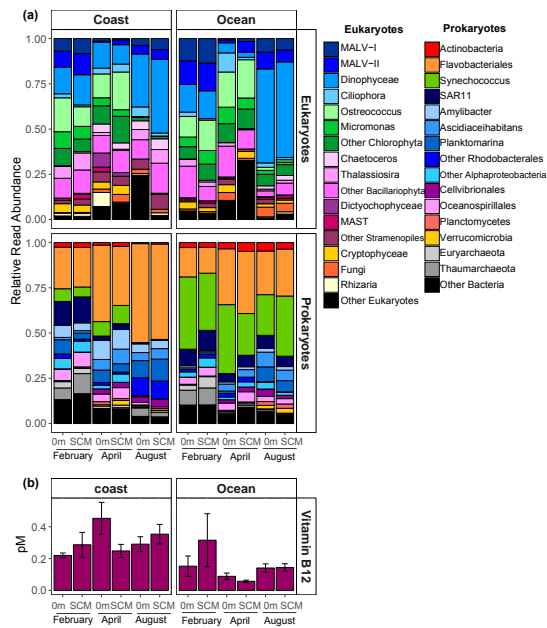 (a)
Coast
Ocean
Relative Read Abundance
1.00
0.75
0.50
0.25
0.00
Eukaryotes
1.00
0.75
0.50
0.25
0.00
Prokaryotes
0m SCM 0m SCM 0m SCM
February April August
0m SCM 0m SCM 0m SCM
February April August
Eukaryotes
MALV-I
MALV-II
Dinophyceae
Ciliophora
Ostreococcus
Micromonas
Other Chlorophyta
Chaetoceros
Thalassiosira
Other Bacillariophyta
Dictyochophyceae
MAST
Other Stramenopiles
Cryptophyceae
Fungi
Rhizaria
Other Eukaryotes
Prokaryotes
Actinobacteria
Flavobacteriales
Synechococcus
SAR11
Amylibacter
Ascidiaceihabitans
Planktomarina
Other Rhodobacterales
Other Alphaproteobacteria
Cellvibrionales
Oceanospirillales
Planctomycetes
Verrucomicrobia
Euryarchaeota
Thaumarchaeota
Other Bacteria
(b)
coast
Ocean
pM
0.4
0.2
0.0
Vitamin B12
0m SCM 0m SCM 0m SCM
February April August
0m SCM 0m SCM 0m SCM
February April August